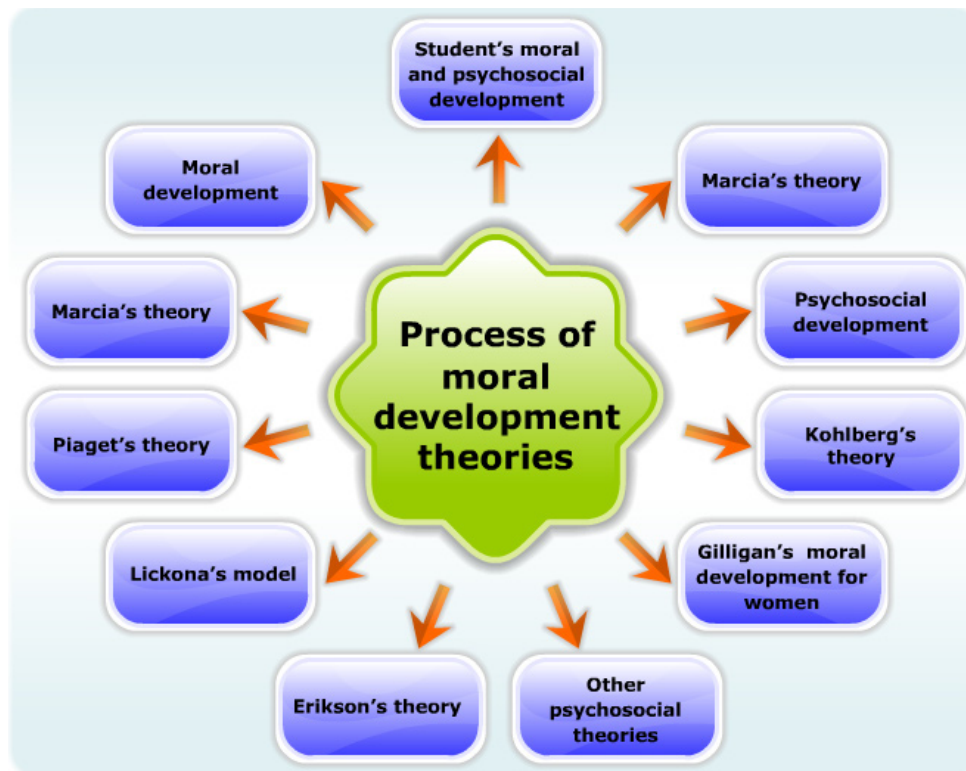 Student’s moral
and psychosocial
development
Moral
development
Marcia’s theory
Marcia’s theory
Psychosocial
development
Process of
moral
development
theories
Piaget’s theory
Kohlberg’s
theory
Lickona’s model
Gilligan’s moral
development for
women
Erikson’s theory
Other
psychosocial
theories